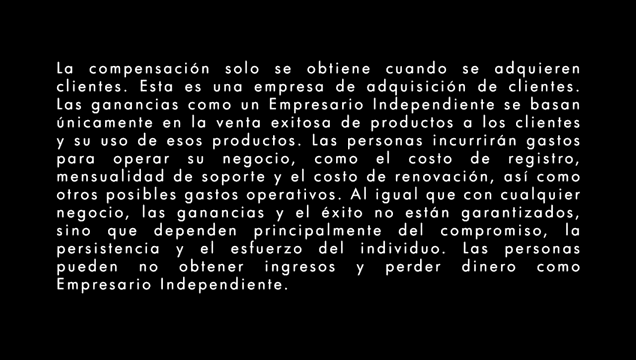 La compensación solo se obtiene cuando se adquieren
clientes. Esta es una empresa de adquisición de clientes.
Las ganancias como un Empresario Independiente se basan
únicamente en la venta exitosa de productos a los clientes
y su uso de esos productos. Las personas incurrirán gastos
para operar su negocio, como el costo de registro,
mensualidad de soporte y el costo de renovación, así como
otros posibles gastos operativos. Al igual que con cualquier
negocio, las ganancias y el éxito no están garantizados,
sino que dependen principalmente del compromiso, la
persistencia y el esfuerzo del individuo. Las personas
pueden no obtener ingresos y perder dinero como
Empresario Independiente.